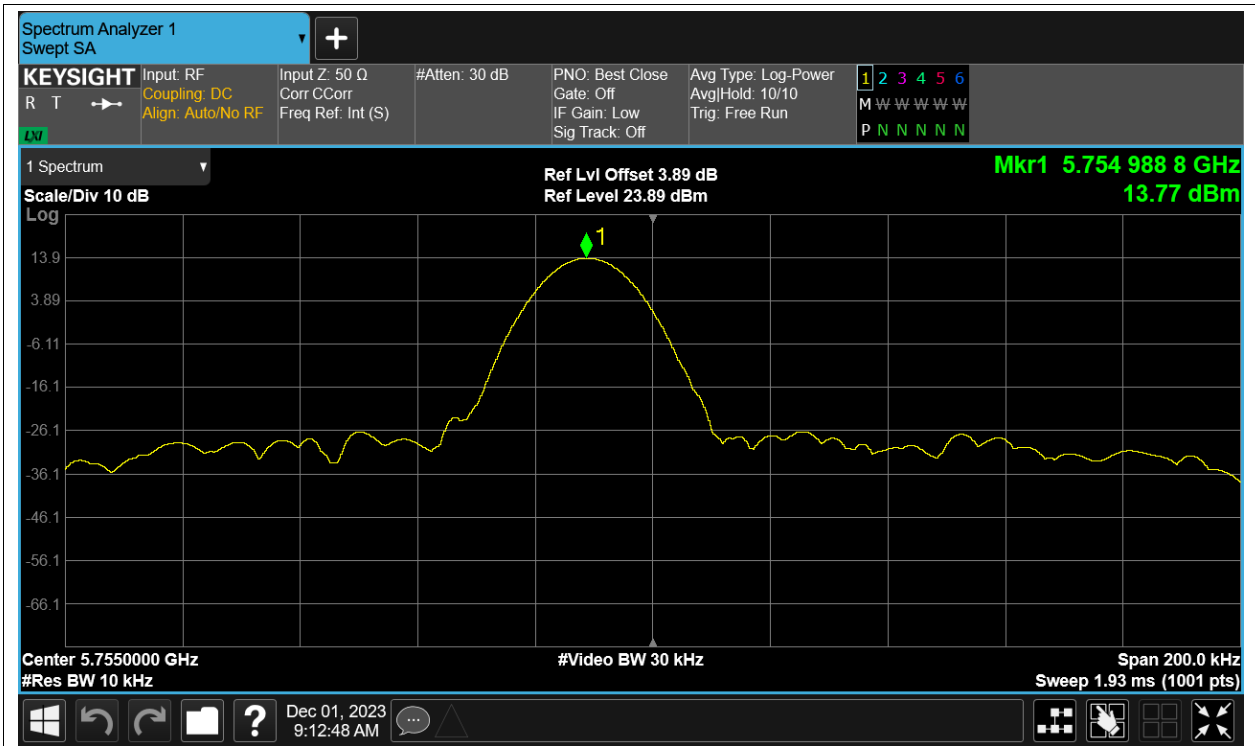 Spectrum Analyzer 1
Swept SA
▼
+
KEYSIGHT
R T
LXI
Input: RF
Coupling: DC
Align: Auto/No RF
Input Z: 50 Ω
Corr CCorr
Freq Ref: Int (S)
#Atten: 30 dB
PNO: Best Close
Gate: Off
IF Gain: Low
Sig Track: Off
Avg Type: Log-Power
Avg|Hold: 10/10
Trig: Free Run
1 2 3 4 5 6
M W W W W W
P N N N N N
1 Spectrum ▼
Scale/Div 10 dB
Log
Ref Lvl Offset 3.89 dB
Ref Level 23.89 dBm
Mkr1 5.754 988 8 GHz
13.77 dBm
1
13.9
3.89
-6.11
-16.1
-26.1
-36.1
-46.1
-56.1
-66.1
Center 5.7550000 GHz
#Res BW 10 kHz
#Video BW 30 kHz
Span 200.0 kHz
Sweep 1.93 ms (1001 pts)
?
Dec 01, 2023
9:12:48 AM